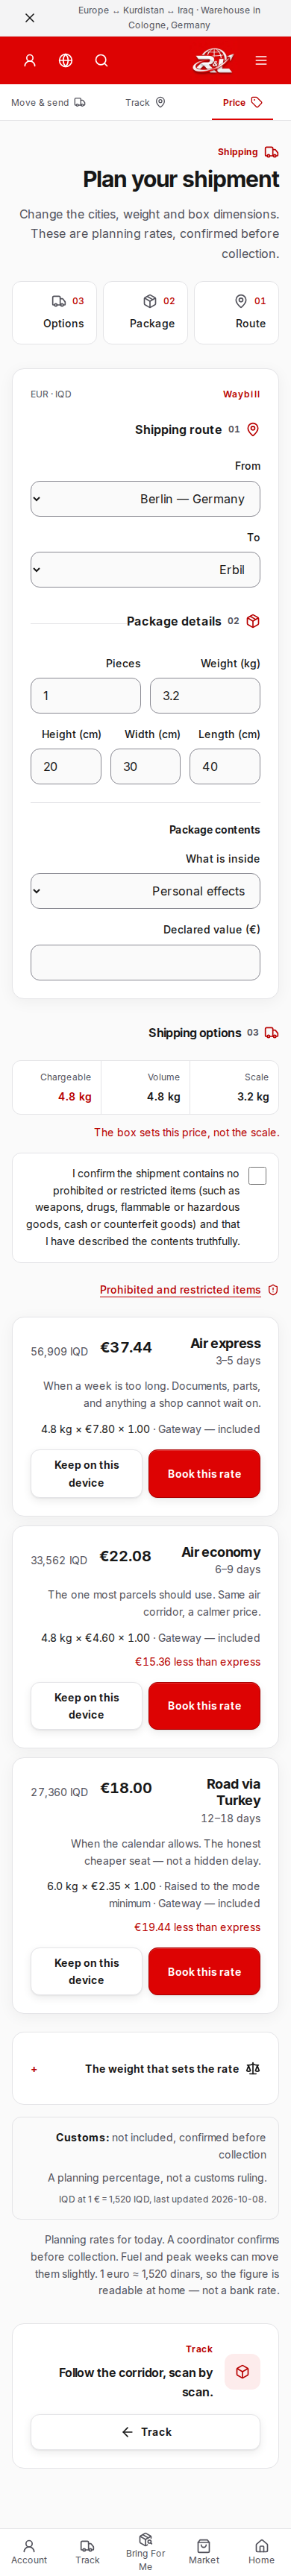 Europe ↔ Kurdistan ↔ Iraq · Warehouse in
Cologne, Germany
R&L
Price
Track
Move & send
Shipping
Plan your shipment
Change the cities, weight and box dimensions.
These are planning rates, confirmed before
collection.
01
Route
02
Package
03
Options
Waybill
EUR · IQD
01 Shipping route
From
Berlin — Germany
To
Erbil
02 Package details
Weight (kg)
Pieces
3.2
1
Length (cm)
Width (cm)
Height (cm)
40
30
20
Package contents
What is inside
Personal effects
Declared value (€)
03 Shipping options
Scale
3.2 kg
Volume
4.8 kg
Chargeable
4.8 kg
The box sets this price, not the scale.
I confirm the shipment contains no
prohibited or restricted items (such as
weapons, drugs, flammable or hazardous
goods, cash or counterfeit goods) and that
I have described the contents truthfully.
Prohibited and restricted items
Air express
3–5 days
€37.44
56,909 IQD
When a week is too long. Documents, parts,
and anything a shop cannot wait on.
4.8 kg × €7.80 × 1.00 · Gateway — included
Book this rate
Keep on this
device
Air economy
6–9 days
€22.08
33,562 IQD
The one most parcels should use. Same air
corridor, a calmer price.
4.8 kg × €4.60 × 1.00 · Gateway — included
€15.36 less than express
Book this rate
Keep on this
device
Road via
Turkey
12–18 days
€18.00
27,360 IQD
When the calendar allows. The honest
cheaper seat — not a hidden delay.
6.0 kg × €2.35 × 1.00 · Raised to the mode
minimum · Gateway — included
€19.44 less than express
Book this rate
Keep on this
device
The weight that sets the rate
+
Customs: not included, confirmed before
collection
A planning percentage, not a customs ruling.
IQD at 1 € = 1,520 IQD, last updated 2026-10-08.
Planning rates for today. A coordinator confirms
before collection. Fuel and peak weeks can move
them slightly. 1 euro ≈ 1,520 dinars, so the figure is
readable at home — not a bank rate.
Track
Follow the corridor, scan by
scan.
Track
Home
Market
Bring For
Me
Track
Account